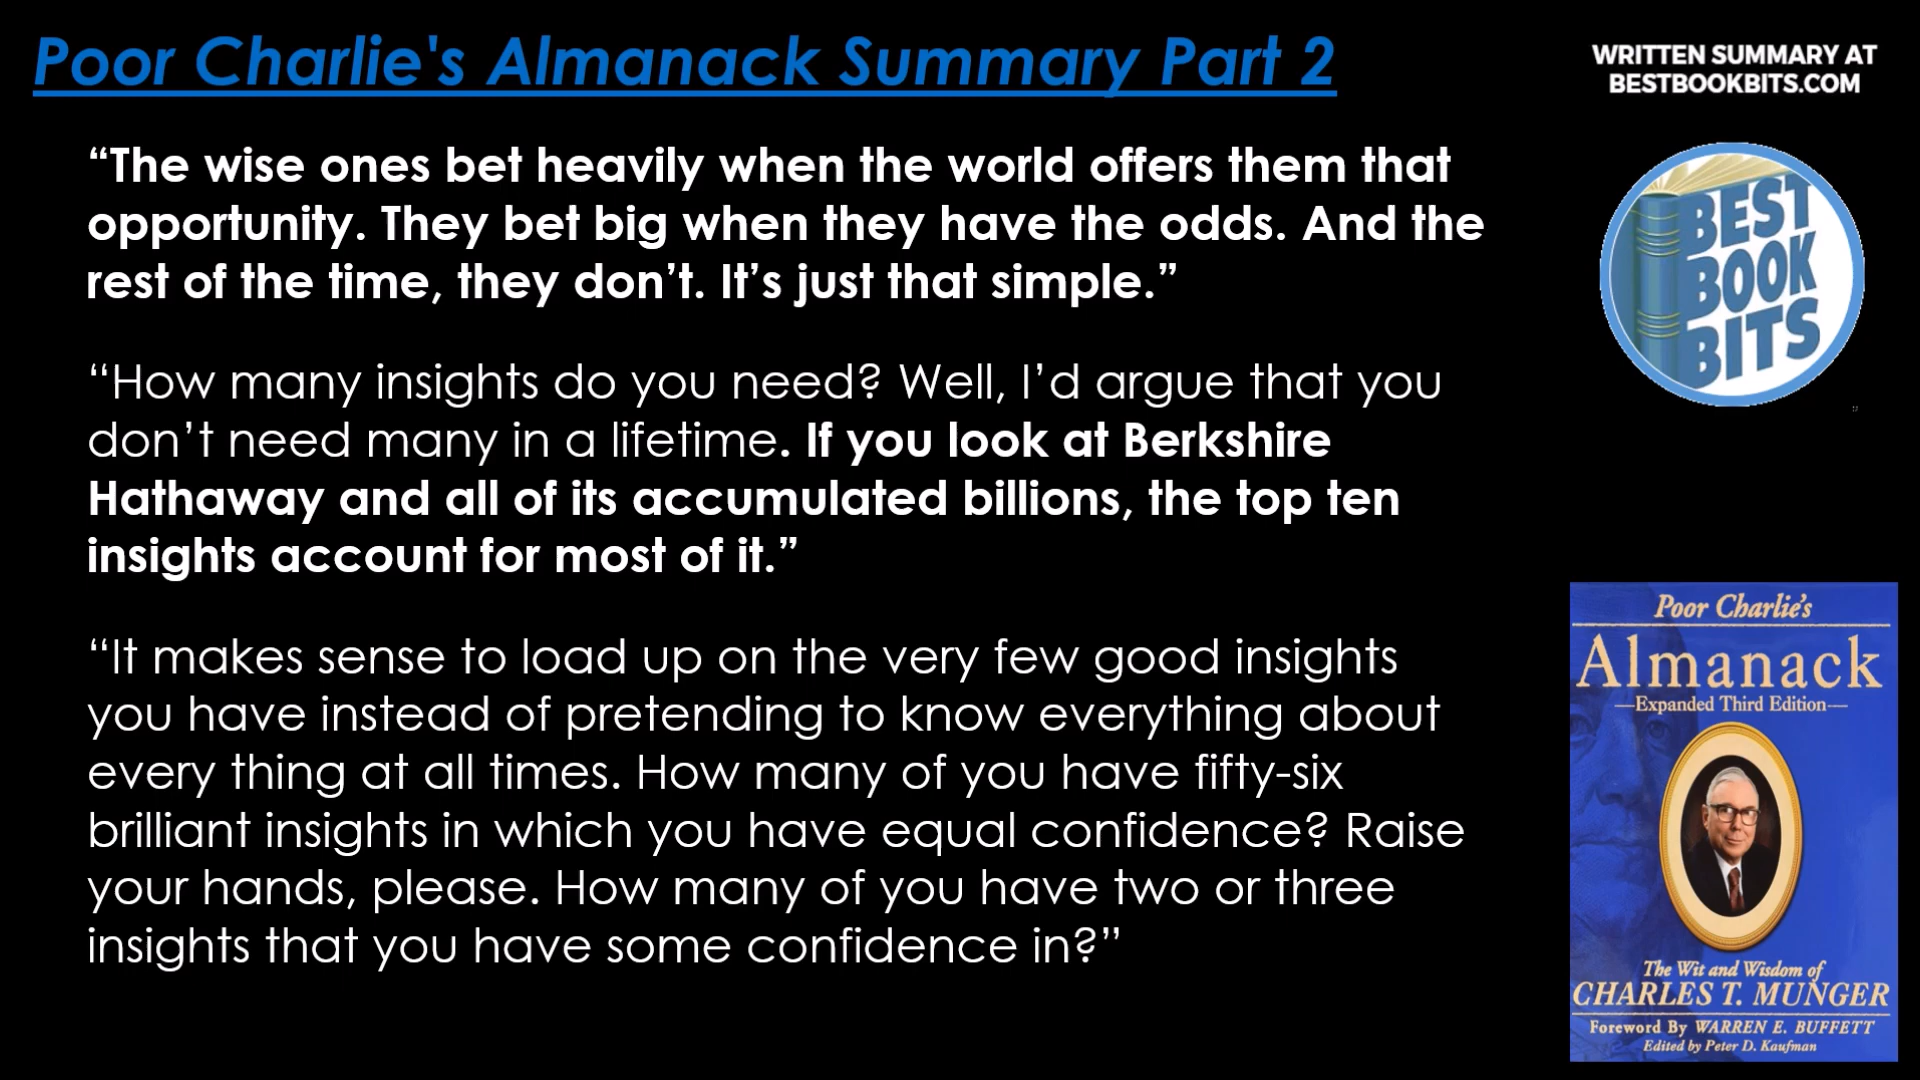 Poor Charlie's Almanack Summary Part 2
WRITTEN SUMMARY AT
BESTBOOKBITS.COM
“The wise ones bet heavily when the world offers them that
opportunity. They bet big when they have the odds. And the
rest of the time, they don’t. It’s just that simple.”
“How many insights do you need? Well, I’d argue that you
don’t need many in a lifetime. If you look at Berkshire
Hathaway and all of its accumulated billions, the top ten
insights account for most of it.”
“It makes sense to load up on the very few good insights
you have instead of pretending to know everything about
every thing at all times. How many of you have fifty-six
brilliant insights in which you have equal confidence? Raise
your hands, please. How many of you have two or three
insights that you have some confidence in?”
BEST
BOOK
BITS
Poor Charlie's
Almanack
—Expanded Third Edition—
The Wit and Wisdom of
CHARLES T. MUNGER
Foreword By WARREN E. BUFFETT
Edited by Peter D. Kaufman